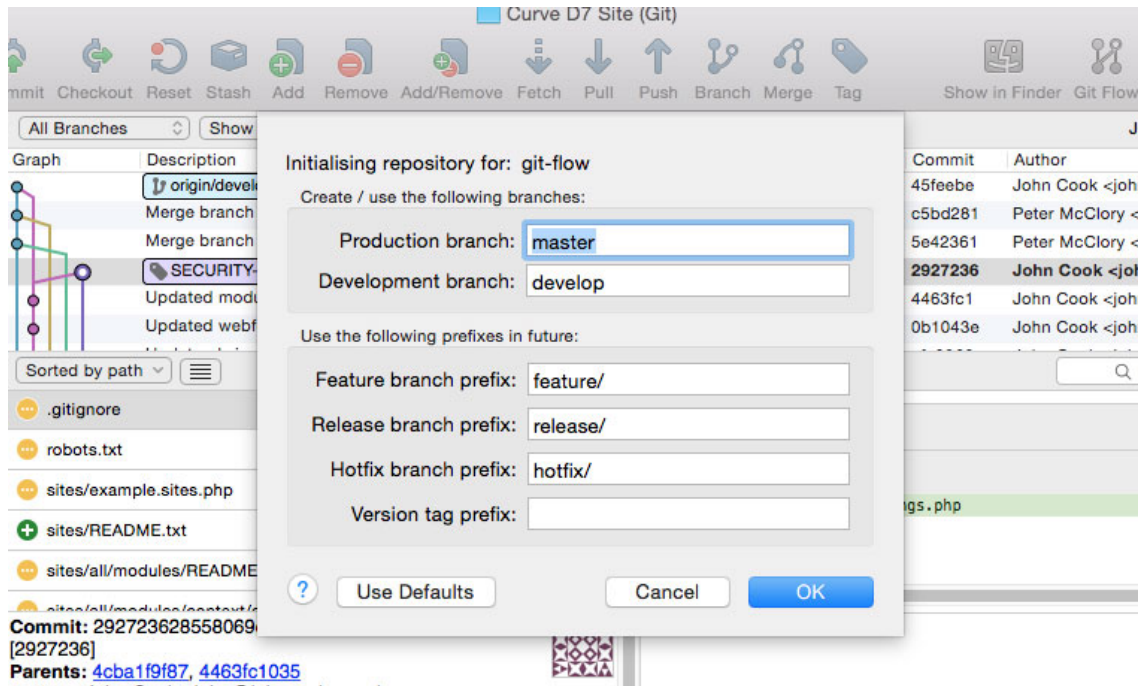 Curve D7 Site (Git)
mmit Checkout Reset Stash Add Remove Add/Remove Fetch Pull Push Branch Merge Tag Show in Finder Git Flow
All Branches Show
Graph Description Commit Author
origin/develo 45feebe John Cook <joh
Merge branch c5bd281 Peter McClory <
Merge branch 5e42361 Peter McClory <
SECURITY- 2927236 John Cook <joh
Updated modu 4463fc1 John Cook <joh
Updated webf 0b1043e John Cook <joh
Sorted by path
.gitignore
robots.txt
sites/example.sites.php
sites/README.txt
sites/all/modules/README
ngs.php
Commit: 292723628558069
[2927236]
Parents: 4cba1f9f87, 4463fc1035
Initialising repository for: git-flow
Create / use the following branches:
Production branch: master
Development branch: develop
Use the following prefixes in future:
Feature branch prefix: feature/
Release branch prefix: release/
Hotfix branch prefix: hotfix/
Version tag prefix:
? Use Defaults Cancel OK